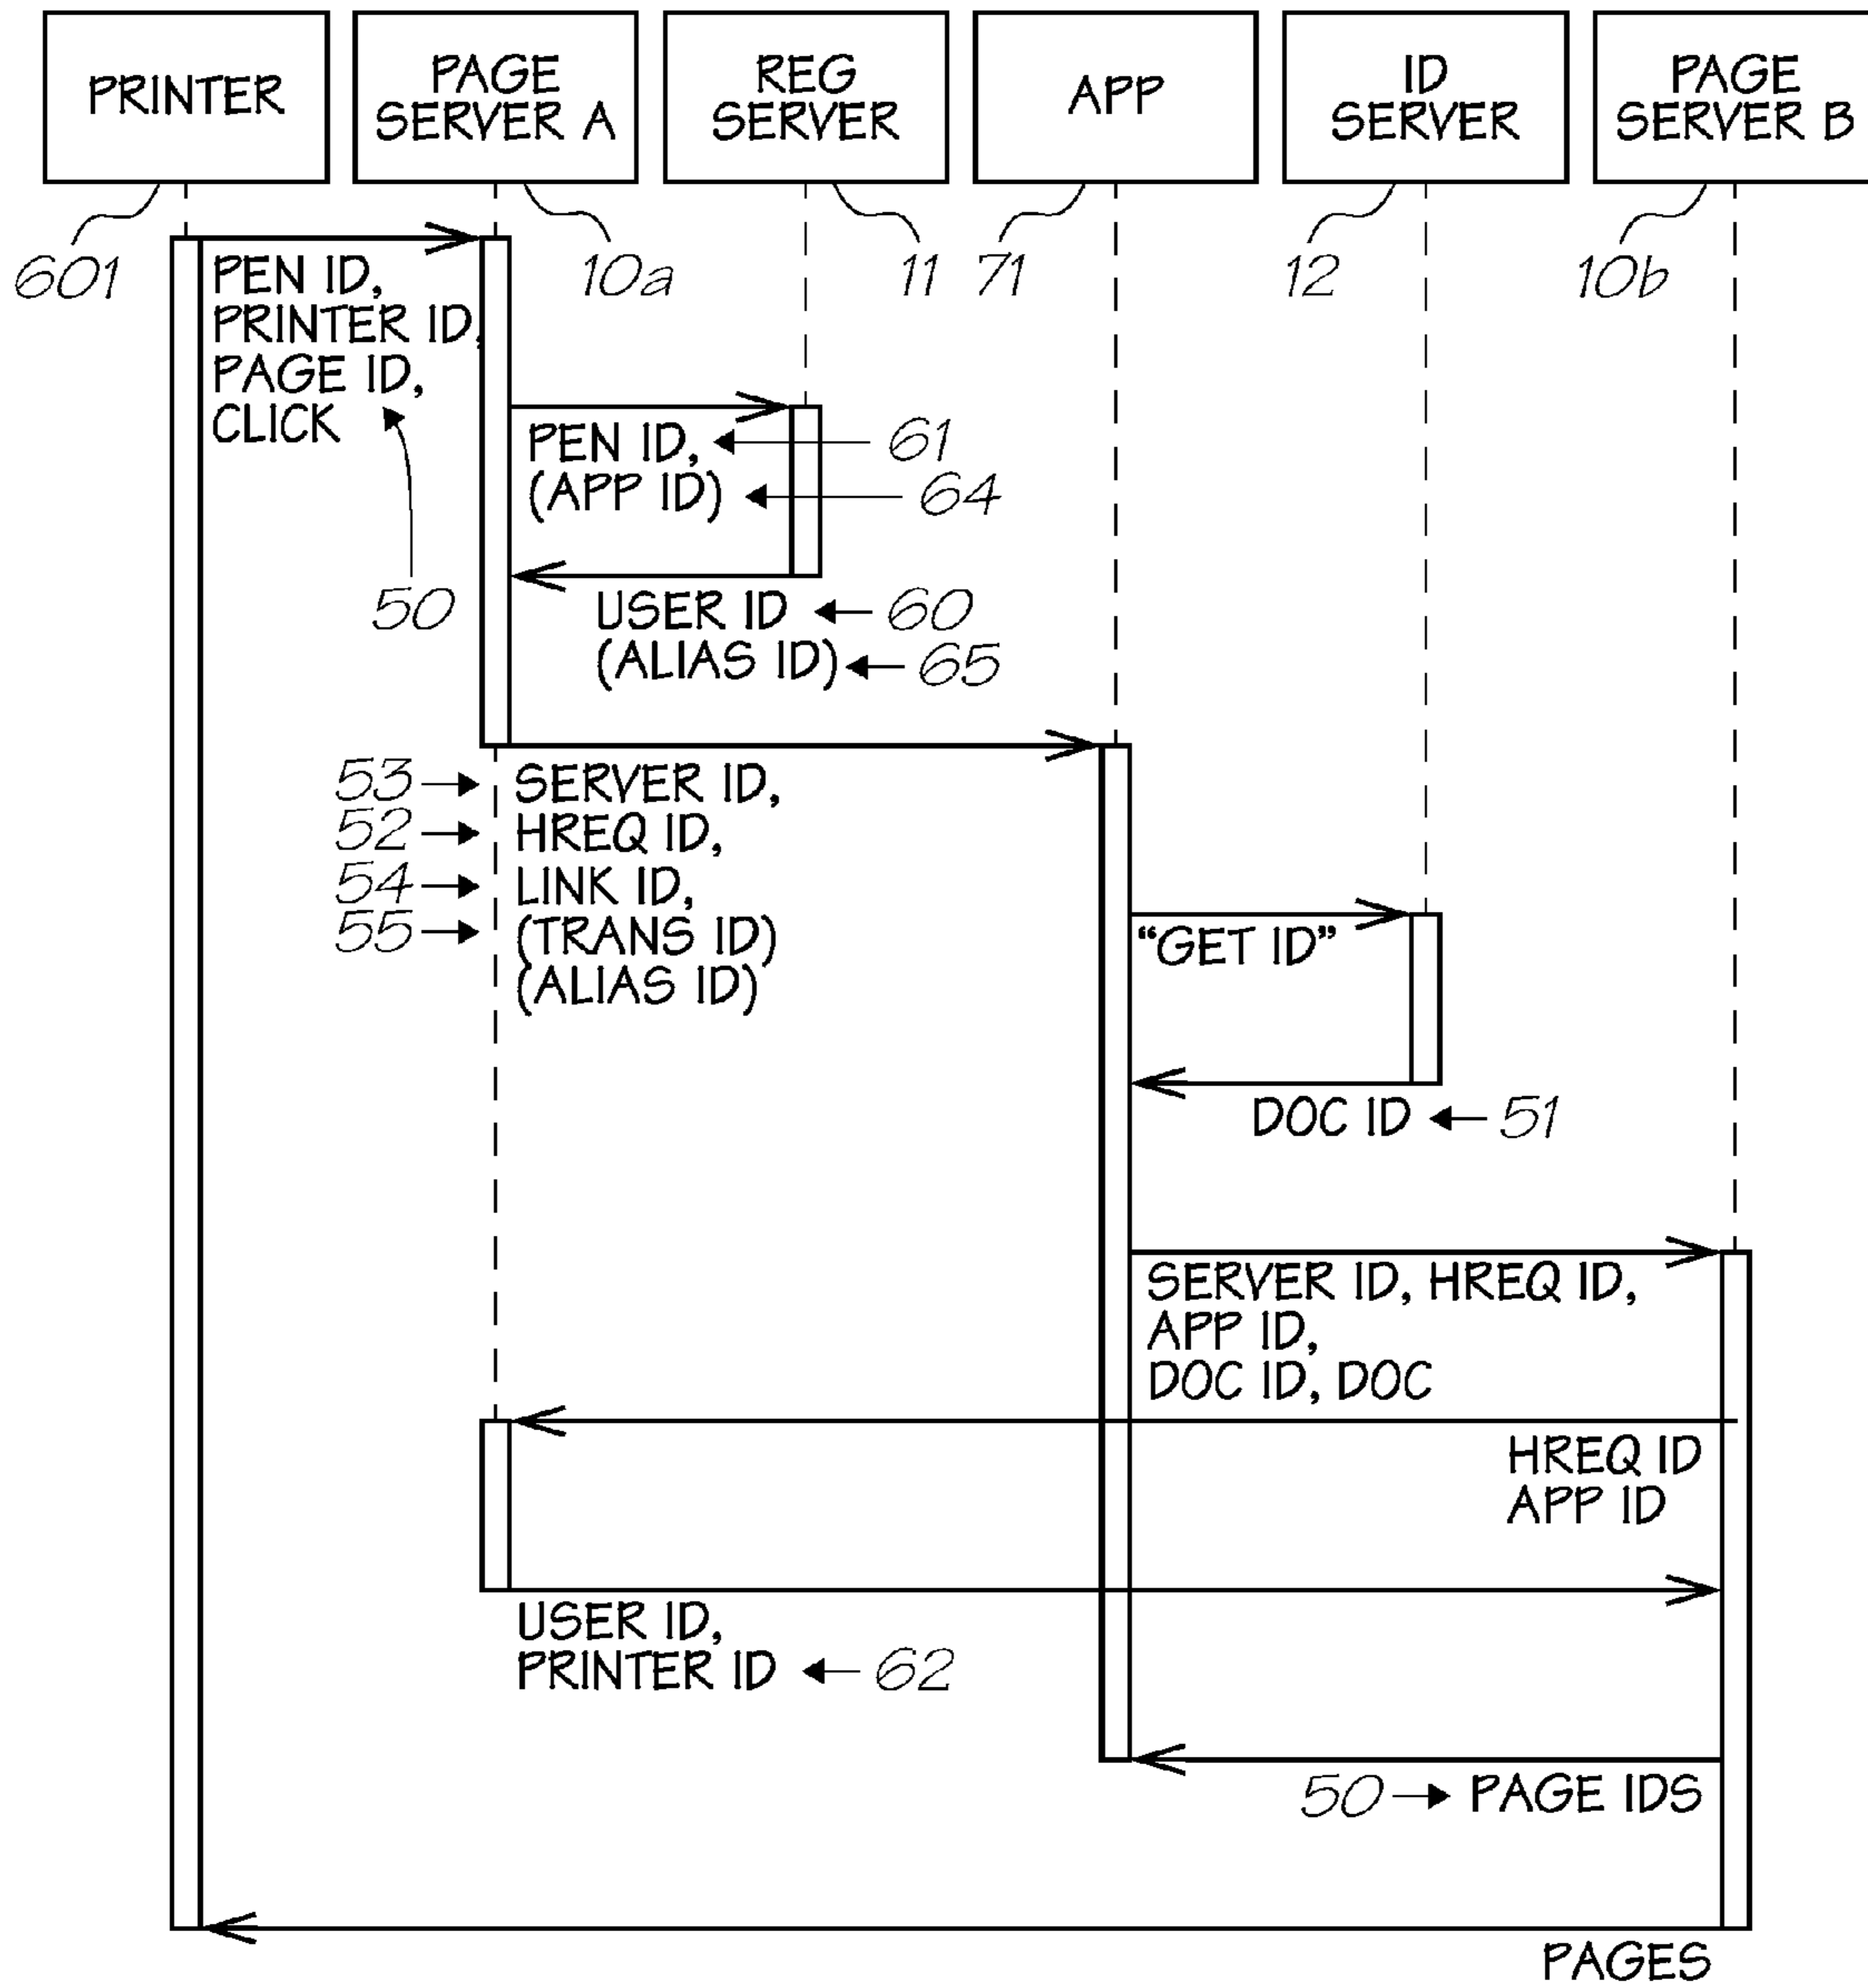 PRINTER
PAGE
SERVER A
REG
SERVER
APP
ID
SERVER
PAGE
SERVER B
601
10a
11
71
12
10b
PEN ID,
PRINTER ID,
PAGE ID,
CLICK
50
PEN ID,
61
(APP ID)
64
USER ID
60
(ALIAS ID)
65
53
SERVER ID,
52
HREQ ID,
54
LINK ID,
55
(TRANS ID)
(ALIAS ID)
“GET ID”
DOC ID
51
SERVER ID, HREQ ID,
APP ID,
DOC ID, DOC
HREQ ID
APP ID
USER ID,
PRINTER ID
62
50
PAGE IDS
PAGES